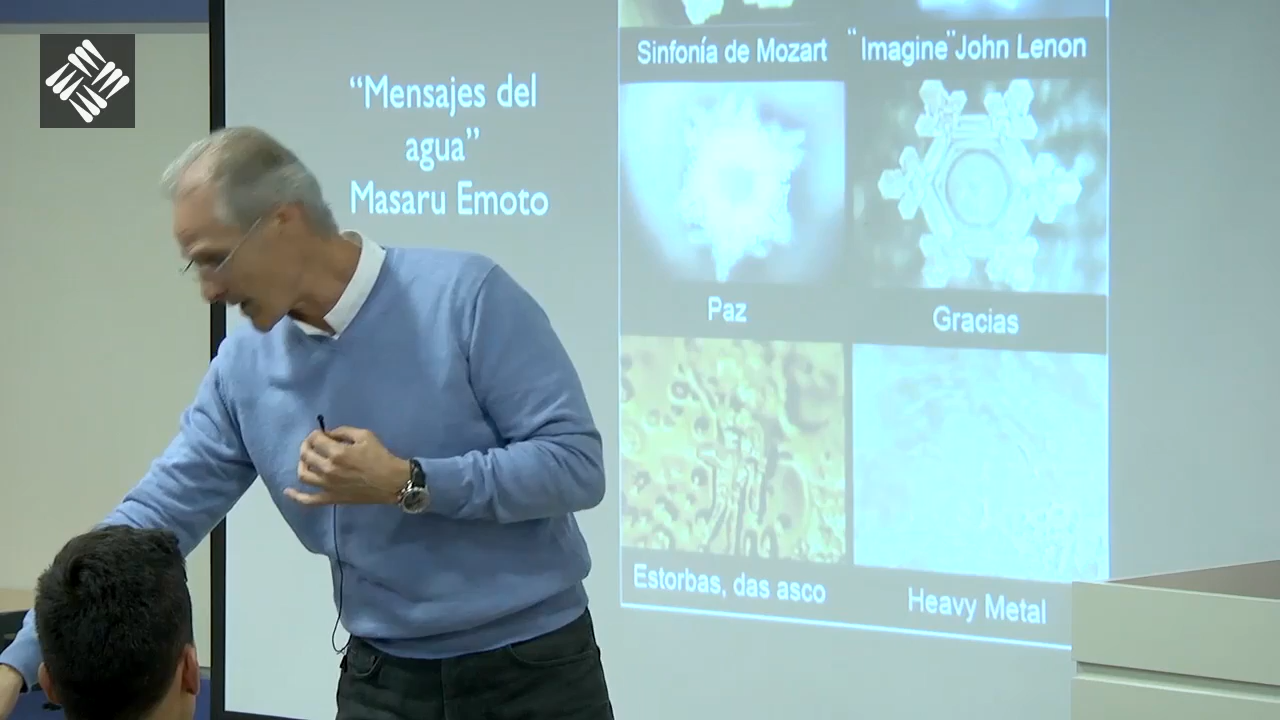 “Mensajes del
agua”
Masaru Emoto
Sinfonía de Mozart
“Imagine” John Lenon
Paz
Gracias
Estorbas, das asco
Heavy Metal